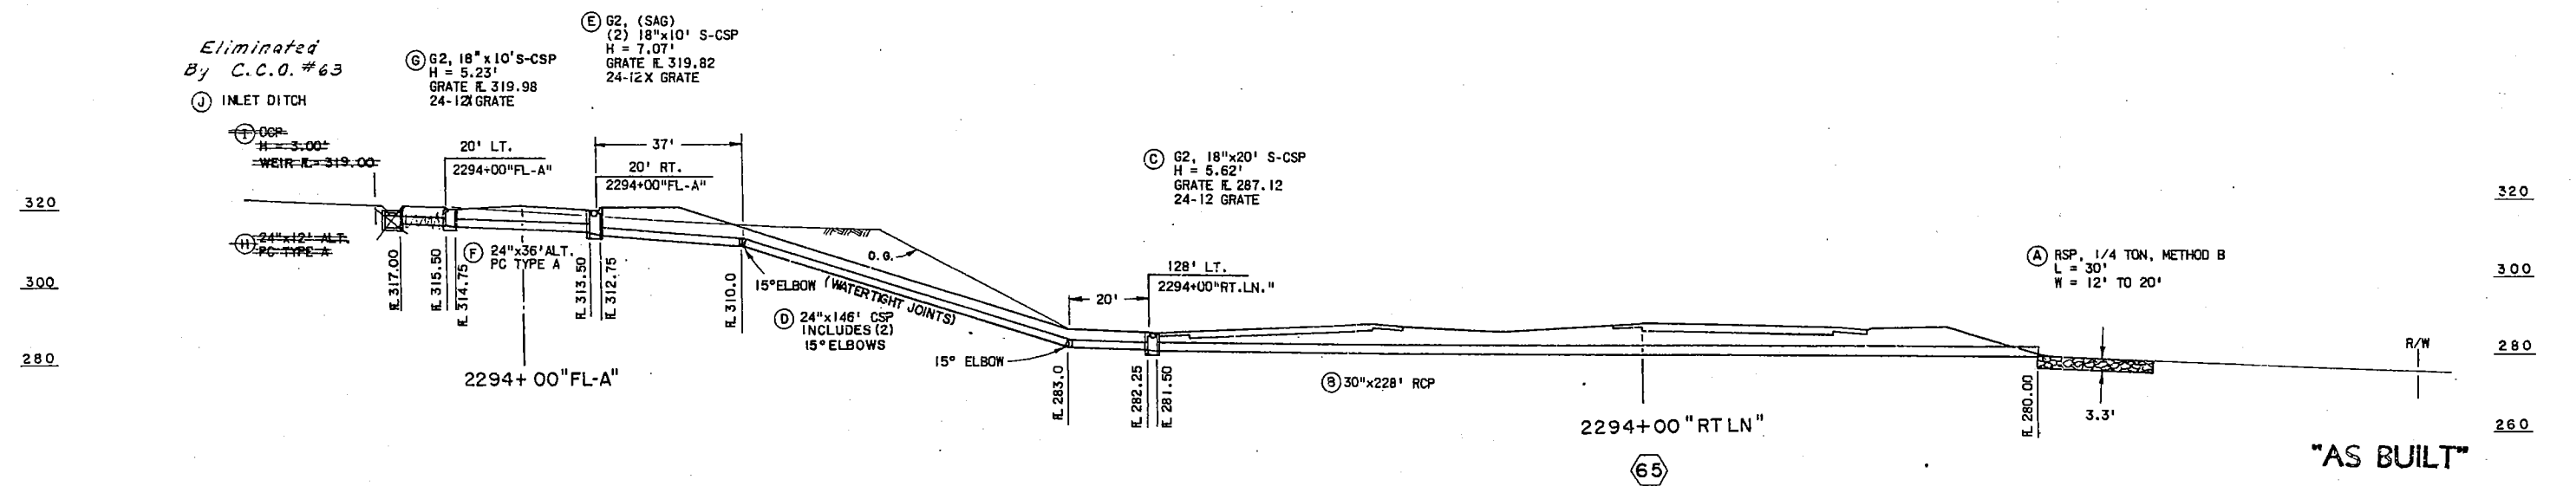 Eliminated
By C.C.O. #63
Ⓙ INLET DITCH
Ⓘ OCP
H = 3.00'
WEIR FL = 319.00
Ⓗ 24"x12' ALT.
PC TYPE A
Ⓖ G2, 18"x10' S-CSP
H = 5.23'
GRATE FL 319.98
24-12X GRATE
Ⓔ G2, (SAG)
(2) 18"x10' S-CSP
H = 7.07'
GRATE FL 319.82
24-12X GRATE
20' LT.
2294+00"FL-A"
37'
20' RT.
2294+00"FL-A"
Ⓒ G2, 18"x20' S-CSP
H = 5.62'
GRATE FL 287.12
24-12 GRATE
320
300
280
320
300
280
260
FL 317.00
FL 315.50
FL 314.75
Ⓕ 24"x36' ALT.
PC TYPE A
FL 313.50
FL 312.75
FL 310.0
O.G.
15° ELBOW (WATERTIGHT JOINTS)
Ⓓ 24"x146' CSP
INCLUDES (2)
15° ELBOWS
15° ELBOW
20'
128' LT.
2294+00"RT.LN."
Ⓐ RSP, 1/4 TON, METHOD B
L = 30'
W = 12' TO 20'
R/W
2294+00"FL-A"
FL 283.0
FL 282.25
FL 281.50
Ⓑ 30"x228' RCP
FL 280.00
3.3'
2294+00"RT LN"
65
"AS BUILT"